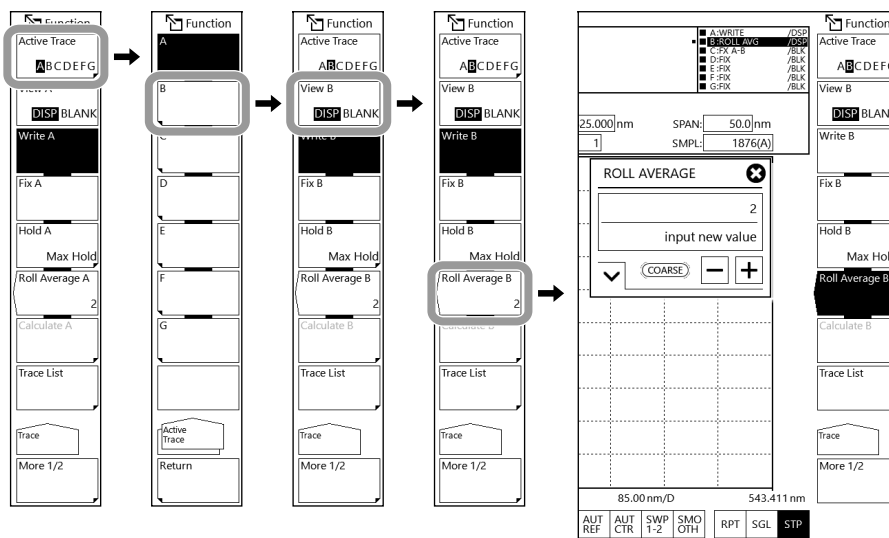 Function
Active Trace
ABCDEFG
View A
DISP BLANK
Write A
Fix A
Hold A
Max Hold
Roll Average A
2
Calculate A
Trace List
Trace
More 1/2
Function
A
B
C
D
E
F
G
Active
Trace
Return
Function
Active Trace
ABCDEFG
View B
DISP BLANK
Write B
Fix B
Hold B
Max Hold
Roll Average B
2
Calculate B
Trace List
Trace
More 1/2
Function
Active Trace
ABCDEFG
View B
DISP BLANK
Write B
Fix B
Hold B
Max Hold
Roll Average B
2
Calculate B
Trace List
Trace
More 1/2
A:WRITE /DSP
B:ROLL AVG /DSP
C:FX A-B /BLK
D:FIX /BLK
E:FIX /BLK
F:FIX /BLK
G:FIX /BLK
25.000 nm SPAN: 50.0 nm
1 SMPL: 1876(A)
ROLL AVERAGE
2
input new value
COARSE
85.00 nm/D 543.411 nm
AUT REF
AUT CTR
SWP 1-2
SMO OTH
RPT
SGL
STP
Function
Active Trace
ABCDEF
View B
DISP BLAN
Write B
Fix B
Hold B
Max Hol
Roll Average B
Calculate B
Trace List
Trace
More 1/2